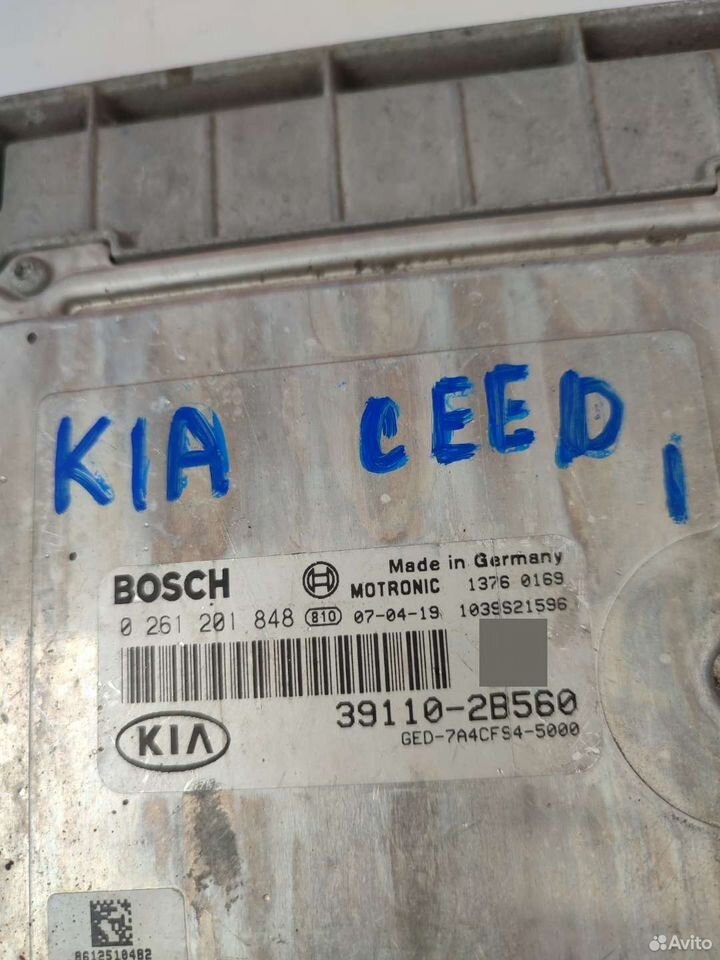 KIA CEED 1
BOSCH Made in Germany
MOTRONIC 1376 0169
0 261 201 848 810 07-04-19 1039S21596
39110-2B560
KIA GED-7A4CFS4-5000
8612510482
Avito